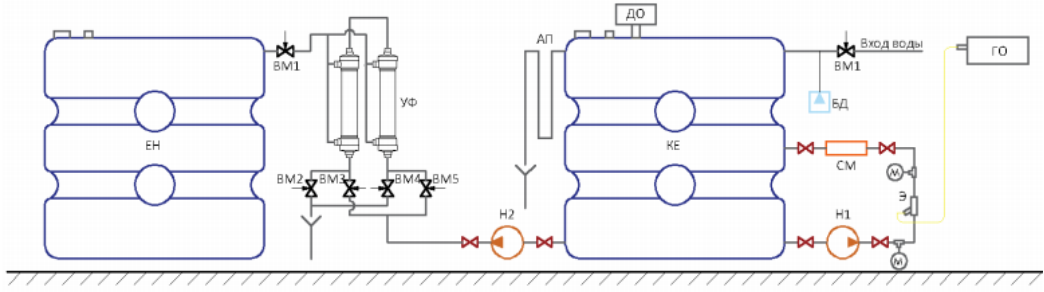 ДО
АП
Вход воды
ГО
ВМ1
ВМ1
УФ
БД
ЕН
КЕ
СМ
М
ВМ2
ВМ3
ВМ4
ВМ5
Э
Н2
Н1
М